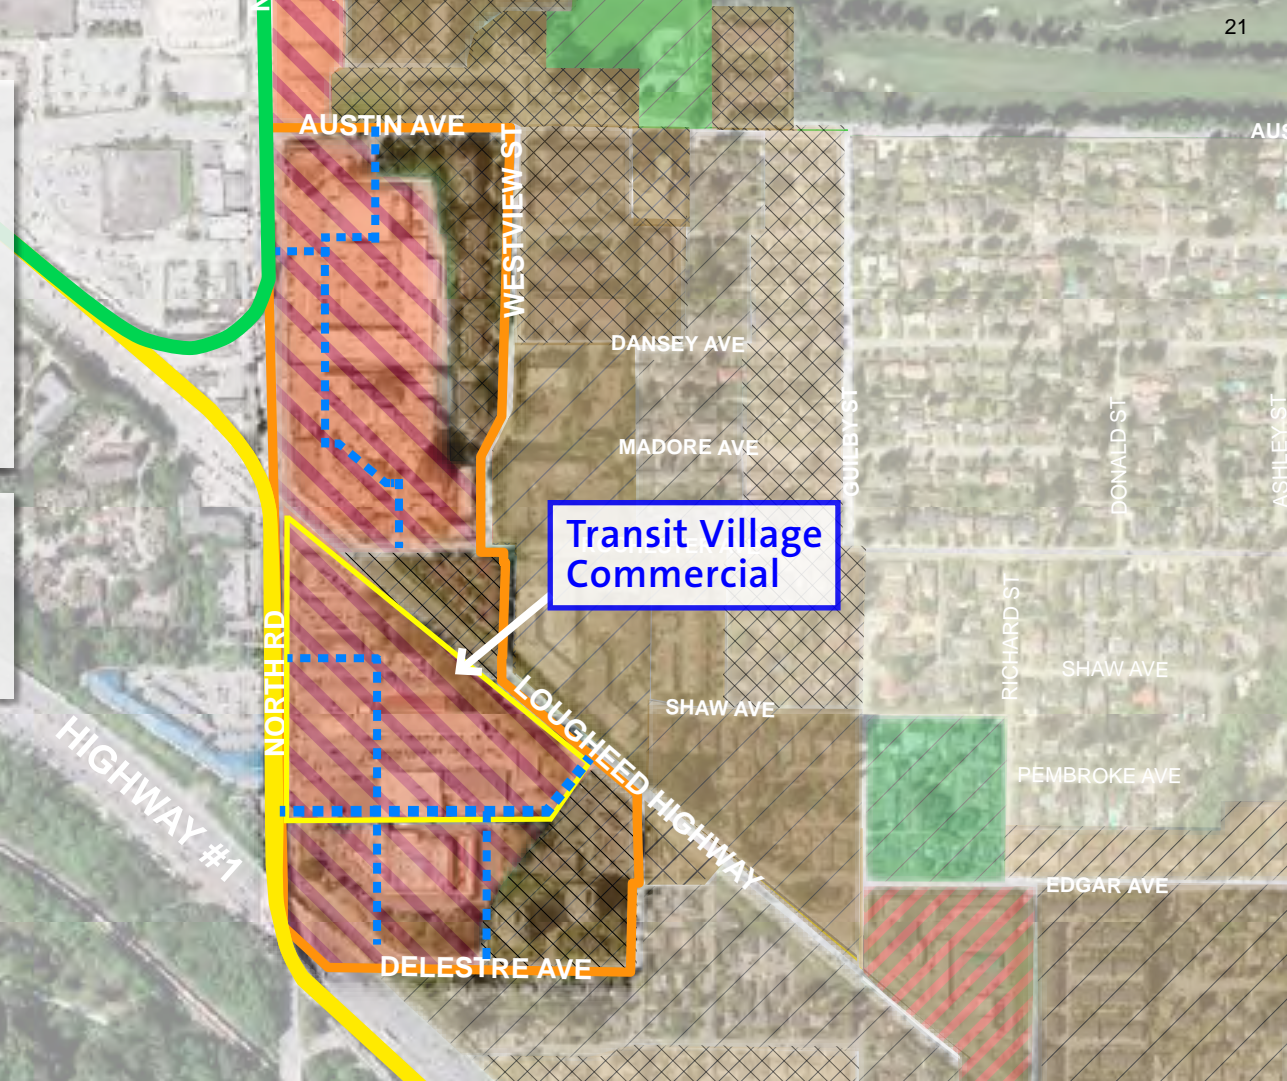 21
N
AUSTIN AVE
AUS
WESTVIEW ST
DANSEY AVE
GUILBY ST
DONALD ST
ASHLEY ST
MADORE AVE
Transit Village
Commercial
NORTH RD
RICHARD ST
SHAW AVE
LOUGHEED HIGHWAY
SHAW AVE
HIGHWAY #1
PEMBROKE AVE
EDGAR AVE
DELESTRE AVE